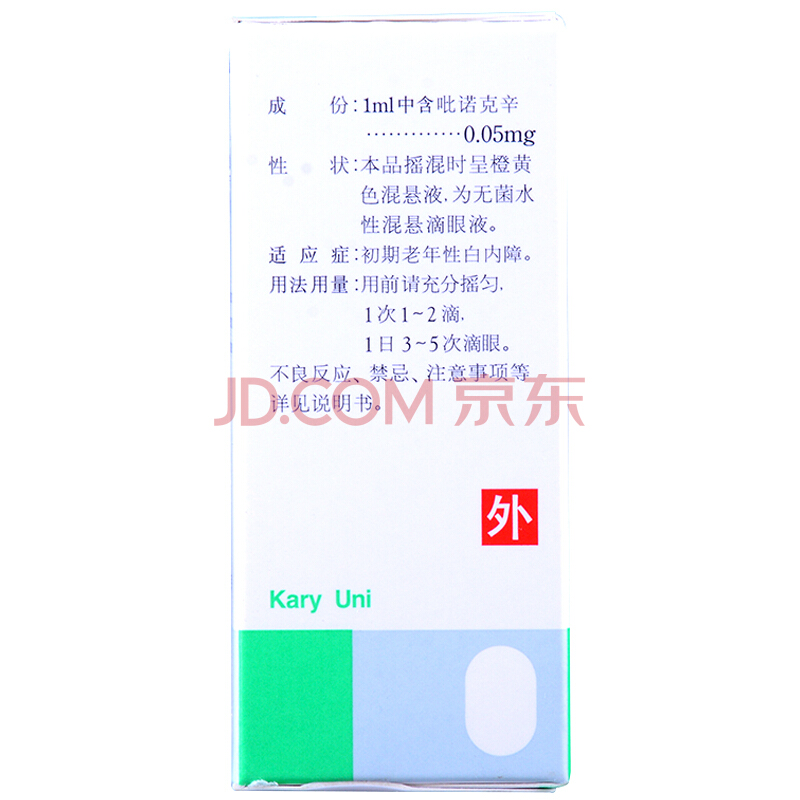 成 份:1ml中含吡诺克辛
·············0.05mg
性 状:本品摇混时呈橙黄
色混悬液,为无菌水
性混悬滴眼液。
适 应 症:初期老年性白内障。
用法用量:用前请充分摇匀,
1次1~2滴,
1日3~5次滴眼。
不良反应、禁忌、注意事项等
JD.COM 京东
详见说明书。
外
Kary Uni